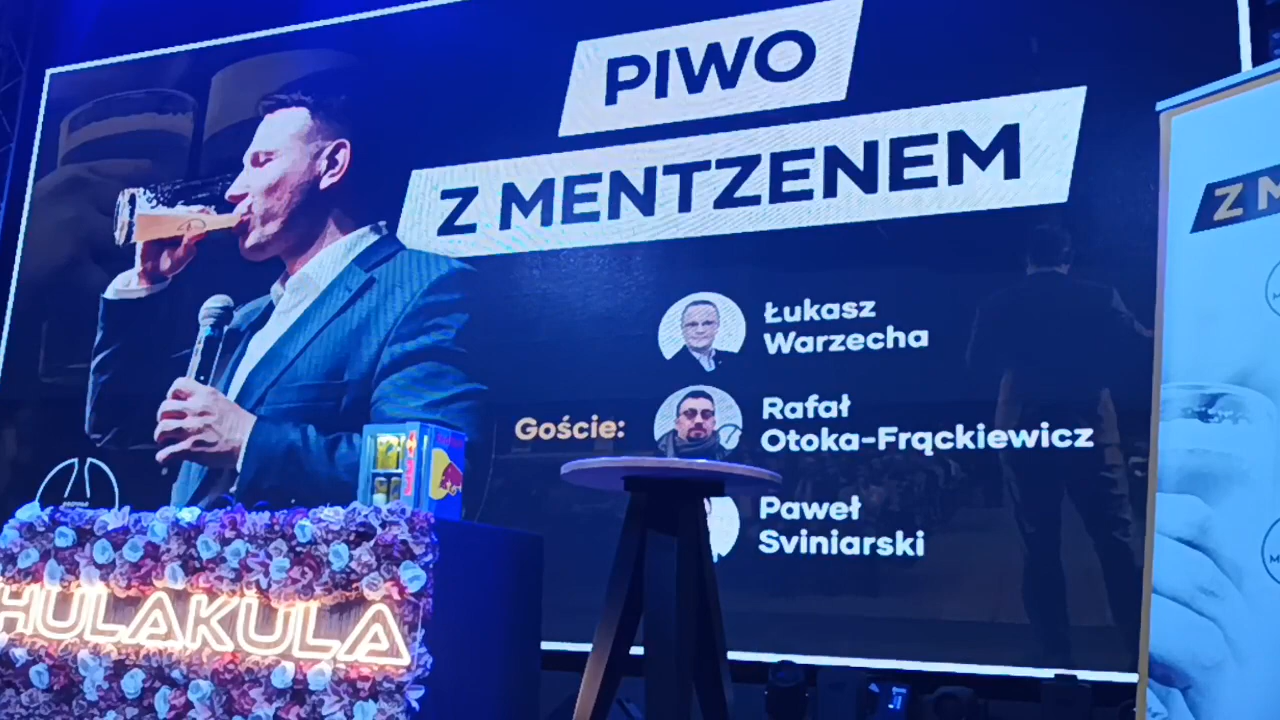 PIWO
Z MENTZENEM
Łukasz
Warzecha
Goście:
Rafał
Otoka-Frąckiewicz
Paweł
Sviniarski
HULAKULA
Z M